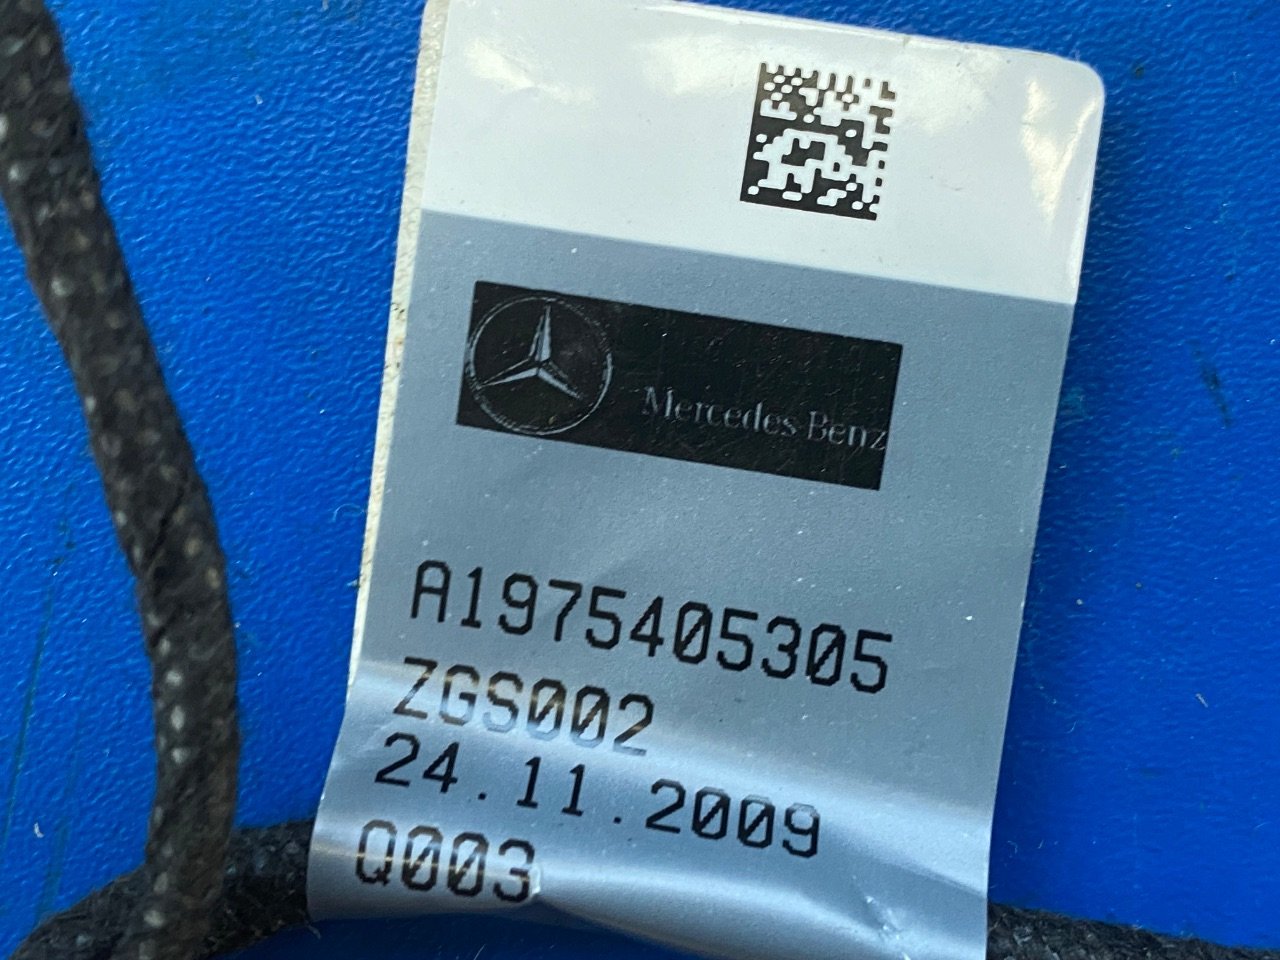 Mercedes Benz
A1975405305
ZGS002
24.11.2009
Q003